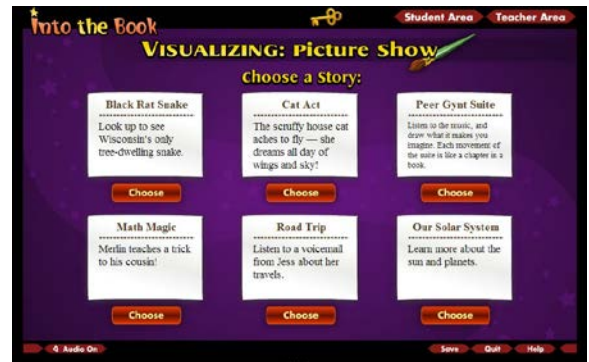 Into the Book
Student Area
Teacher Area
Visualizing: Picture Show
Choose a Story:
Black Rat Snake
Look up to see
Wisconsin's only
tree-dwelling snake.
Choose
Cat Act
The scruffy house cat
aches to fly — she
dreams all day of
wings and sky!
Choose
Peer Gynt Suite
Listen to the music, and
draw what it makes you
imagine. Each movement of
the suite is like a chapter in a
book.
Choose
Math Magic
Merlin teaches a trick
to his cousin!
Choose
Road Trip
Listen to a voicemail
from Jess about her
travels.
Choose
Our Solar System
Learn more about the
sun and planets.
Choose
Audio On
Save
Quit
Help